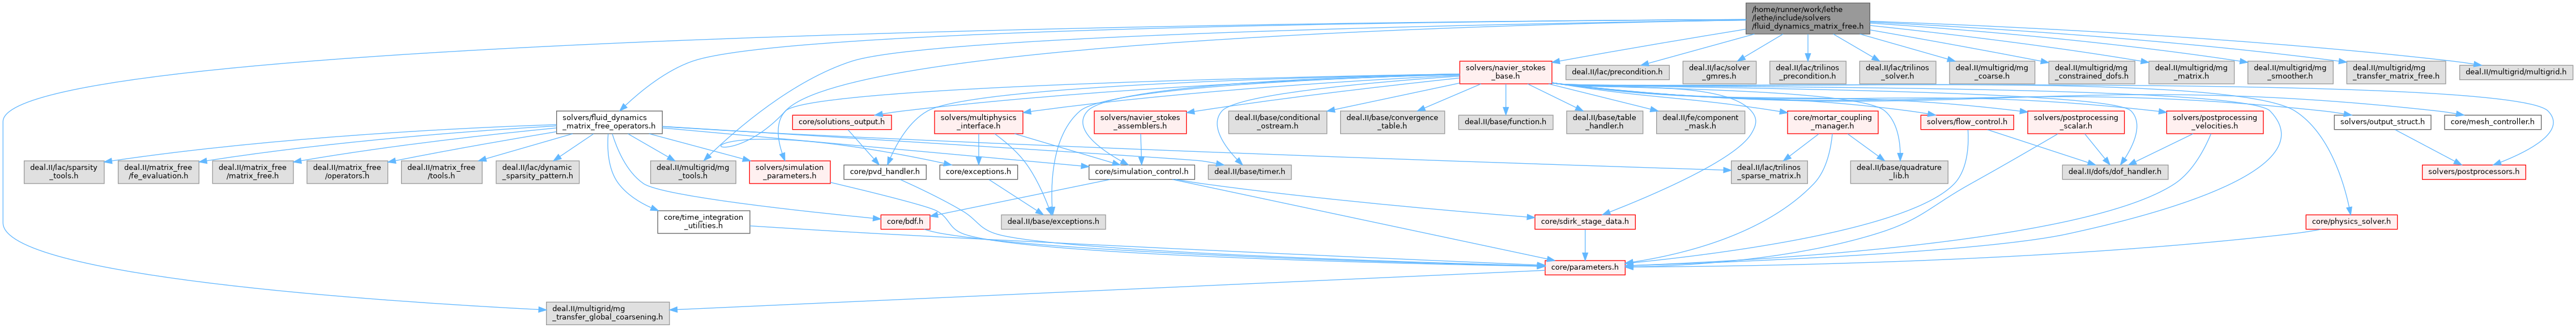 /home/runner/work/lethe
/lethe/include/solvers
/fluid_dynamics_matrix_free.h
solvers/navier_stokes
_base.h
deal.II/lac/precondition.h
deal.II/lac/solver
_gmres.h
deal.II/lac/trilinos
_precondition.h
deal.II/lac/trilinos
_solver.h
deal.II/multigrid/mg
_coarse.h
deal.II/multigrid/mg
_constrained_dofs.h
deal.II/multigrid/mg
_matrix.h
deal.II/multigrid/mg
_smoother.h
deal.II/multigrid/mg
_transfer_matrix_free.h
deal.II/multigrid/multigrid.h
solvers/fluid_dynamics
_matrix_free_operators.h
core/solutions_output.h
solvers/multiphysics
_interface.h
solvers/navier_stokes
_assemblers.h
deal.II/base/conditional
_ostream.h
deal.II/base/convergence
_table.h
deal.II/base/function.h
deal.II/base/table
_handler.h
deal.II/fe/component
_mask.h
core/mortar_coupling
_manager.h
solvers/flow_control.h
solvers/postprocessing
_scalar.h
solvers/postprocessing
_velocities.h
solvers/output_struct.h
core/mesh_controller.h
deal.II/lac/sparsity
_tools.h
deal.II/matrix_free
/fe_evaluation.h
deal.II/matrix_free
/matrix_free.h
deal.II/matrix_free
/operators.h
deal.II/matrix_free
/tools.h
deal.II/lac/dynamic
_sparsity_pattern.h
deal.II/multigrid/mg
_tools.h
solvers/simulation
_parameters.h
core/pvd_handler.h
core/exceptions.h
core/simulation_control.h
deal.II/base/timer.h
deal.II/lac/trilinos
_sparse_matrix.h
deal.II/base/quadrature
_lib.h
deal.II/dofs/dof_handler.h
solvers/postprocessors.h
core/time_integration
_utilities.h
core/bdf.h
deal.II/base/exceptions.h
core/sdirk_stage_data.h
core/physics_solver.h
core/parameters.h
deal.II/multigrid/mg
_transfer_global_coarsening.h